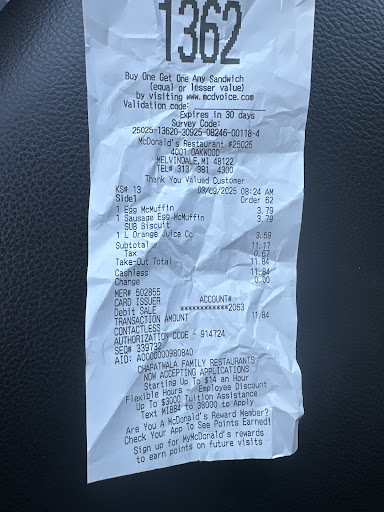 1362
Buy One Get One Any Sandwich
(equal or lesser value)
by visiting www.mcdvoice.com
Validation code:
Expires in 30 days
Survey Code:
25025-13620-30925-08246-00118-4
McDonald's Restaurant #25025
4001 OAKWOOD
MELVINDALE,MI 48122
TEL# 313 381 4300
Thank You Valued Customer
KS# 13 03/09/2025 08:24 AM
Side1 Order 62
1 Egg McMuffin 3.79
1 Sausage Egg McMuffin 3.79
SUB Biscuit
1 L Orange Juice Co 3.59
Subtotal 11.17
Tax 0.67
Take-Out Total 11.84
Cashless 11.84
Change 0.00
MER# 502855
CARD ISSUER ACCOUNT#
Debit SALE ************2063
TRANSACTION AMOUNT 11.84
CONTACTLESS
AUTHORIZATION CODE - 914724
SEQ# 339732
AID: A0000000980840
CHAPATWALA FAMILY RESTAURANTS
NOW ACCEPTING APPLICATIONS
Starting Up To $14 an Hour
Flexible Hours - Employee Discount
Up To $3000 Tuition Assistance
Text MI884 to 38000 to Apply
Are You A McDonald's Reward Member?
Check Your App To See Points Earned!
Sign up for MyMcDonald's rewards
to earn points on future visits